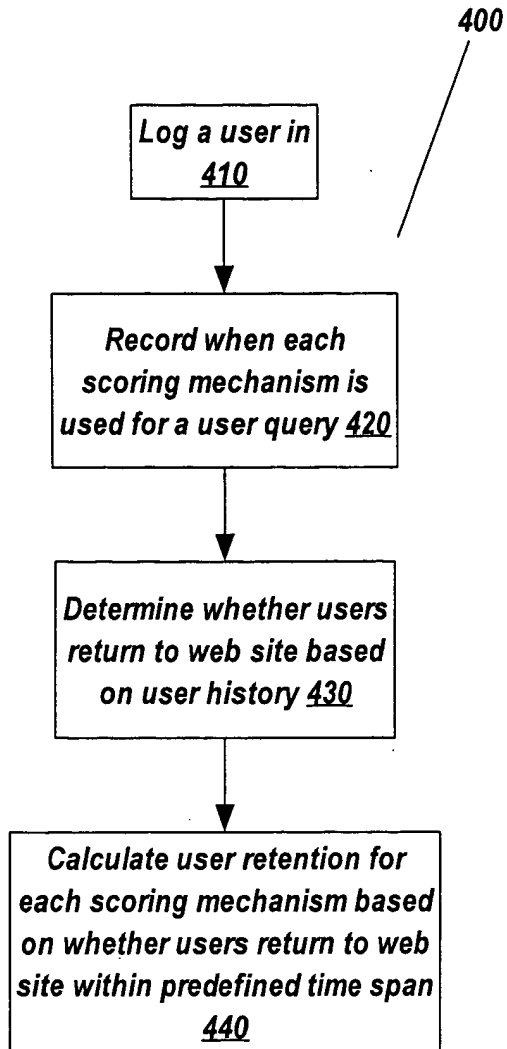 400
Log a user in
410
Record when each
scoring mechanism is
used for a user query 420
Determine whether users
return to web site based
on user history 430
Calculate user retention for
each scoring mechanism based
on whether users return to web
site within predefined time span
440